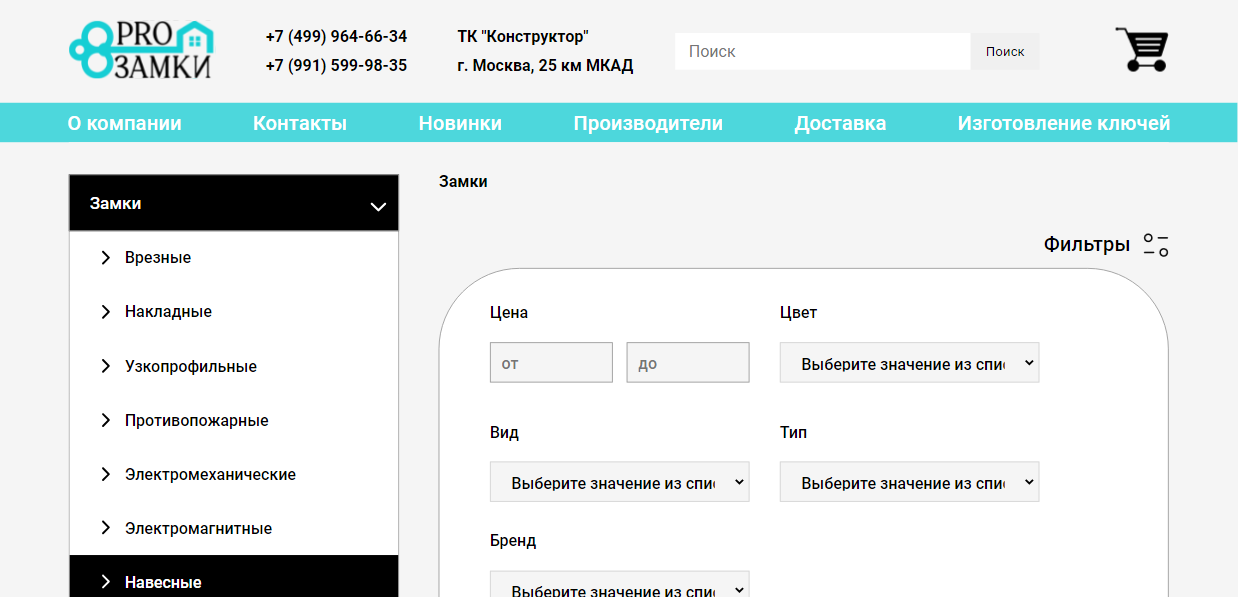 PRO
ЗАМКИ
+7 (499) 964-66-34
+7 (991) 599-98-35
ТК "Конструктор"
г. Москва, 25 км МКАД
Поиск
Поиск
О компании
Контакты
Новинки
Производители
Доставка
Изготовление ключей
Замки
Врезные
Накладные
Узкопрофильные
Противопожарные
Электромеханические
Электромагнитные
Навесные
Замки
Фильтры
Цена
от
до
Цвет
Выберите значение из спи
Вид
Выберите значение из спи
Тип
Выберите значение из спи
Бренд
Выберите значение из спи